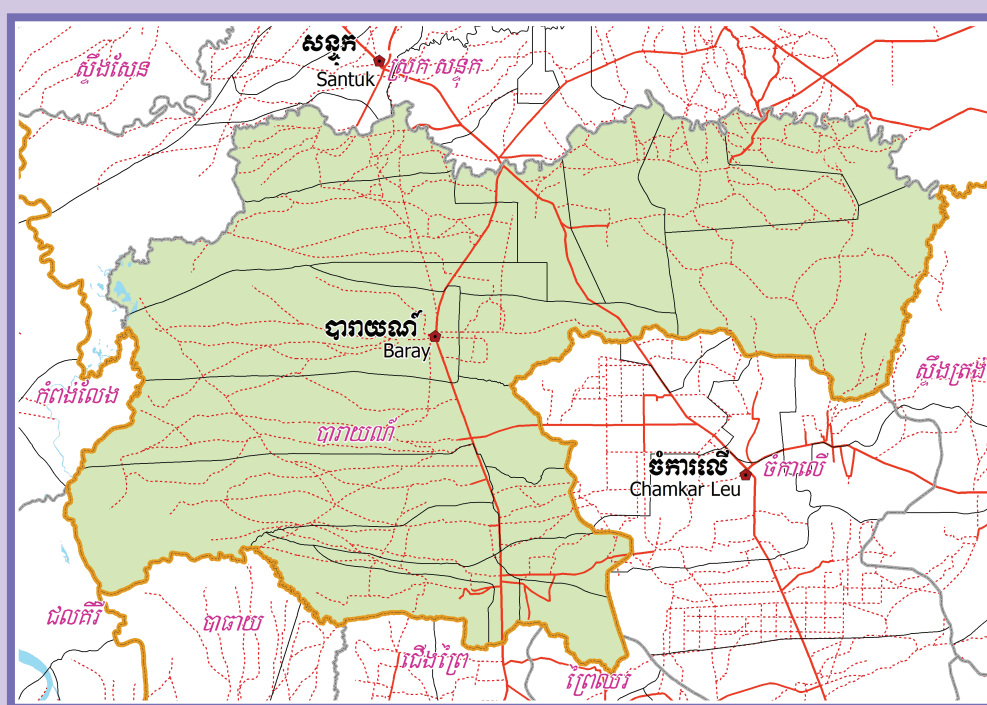 សន្ទុក
Santuk
ស្រុក សន្ទុក
ស្ទឹងសែន
បារាយណ៍
Baray
ស្ទឹងត្រង់
កំពង់លែង
បារាយណ៍
ចំការលើ
Chamkar Leu
ចំការលើ
ជលគីរី
បាធាយ
ជើងព្រៃ
ព្រៃឈរ